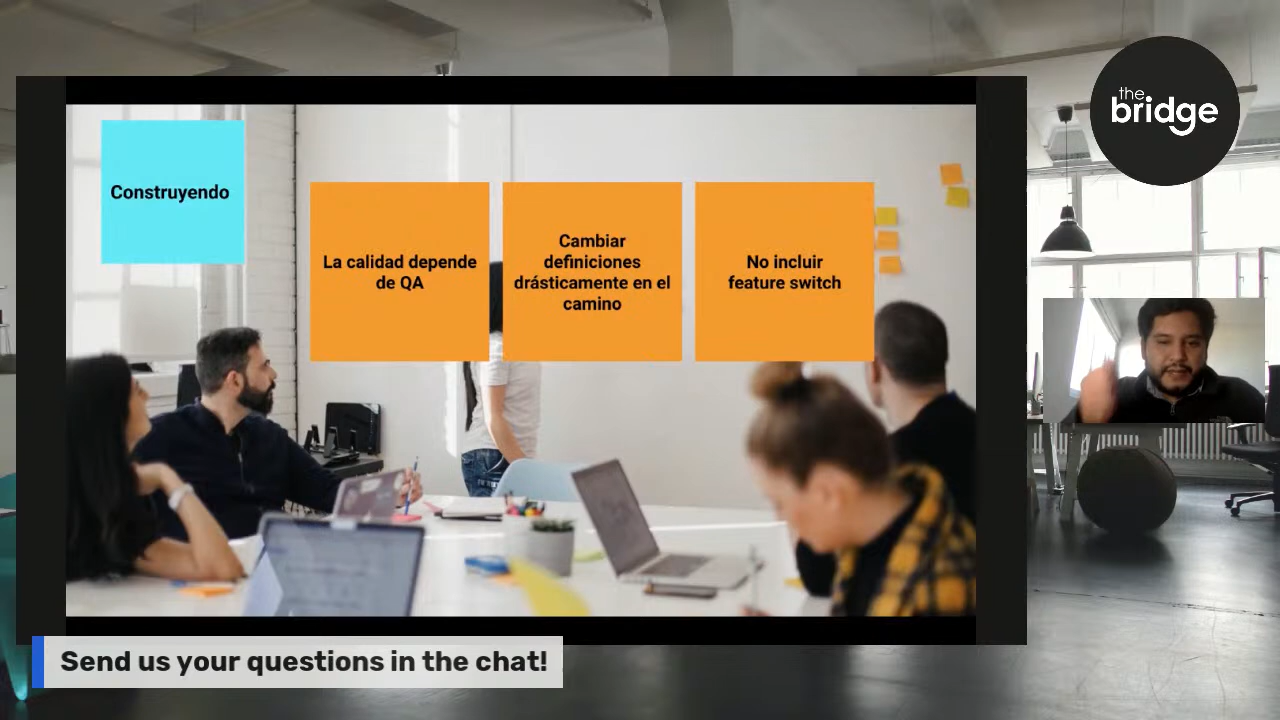 the
bridge
Construyendo
La calidad depende
de QA
Cambiar
definiciones
drásticamente en el
camino
No incluir
feature switch
Send us your questions in the chat!